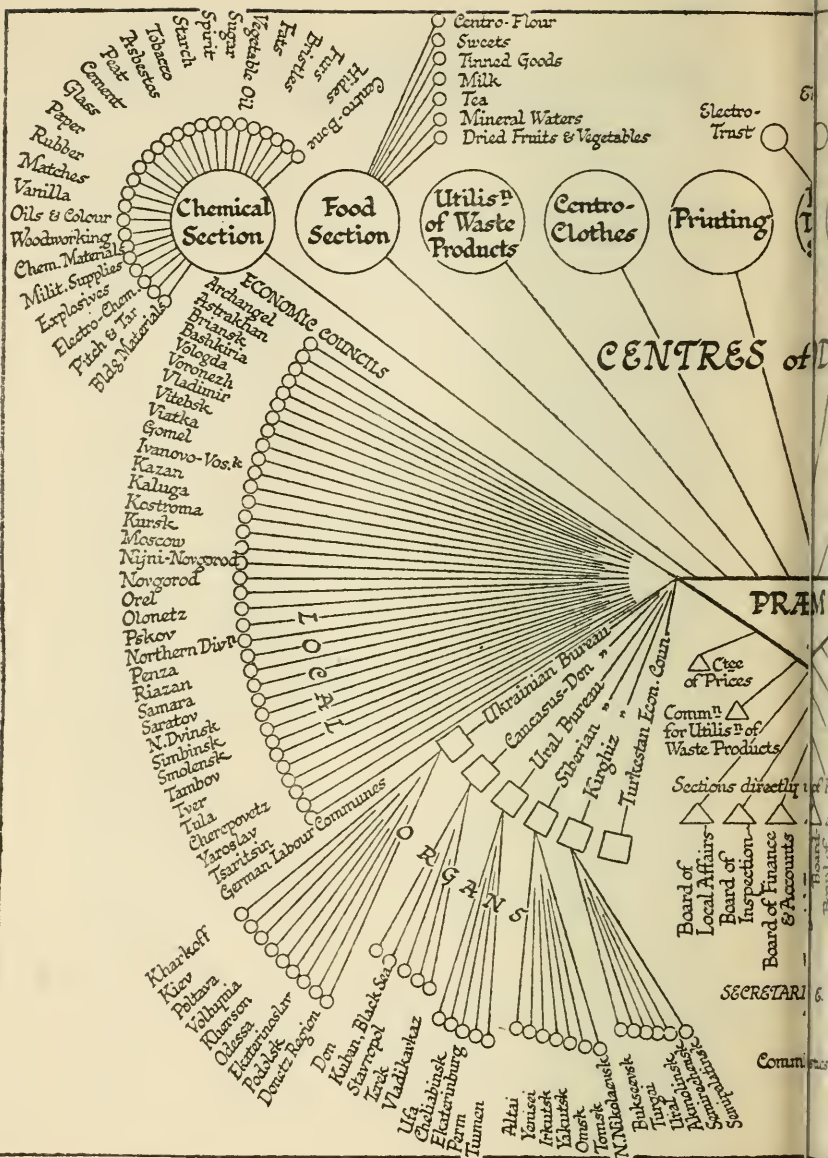 Centro-Flour
Sweets
Tinned Goods
Milk
Tea
Mineral Waters
Dried Fruits & Vegetables
Electro-
Trust
Centro-Bone
Hides
Furs
Bristles
Fats
Vegetable Oil
Sugar
Spirit
Starch
Tobacco
Asbestos
Peat
Cement
Glass
Paper
Rubber
Matches
Vanilla
Oils & Colour
Woodworking
Chem. Materials
Milit. Supplies
Explosives
Electro-Chem.
Pitch & Tar
Bldg. Materials
Chemical
Section
Food
Section
Utilisn
of Waste
Products
Centro-
Clothes
Printing
CENTRES of
ECONOMIC COUNCILS
Archangel
Astrakhan
Briansk
Bashkiria
Vologda
Voronezh
Vladimir
Vitebsk
Viatka
Gomel
Ivanovo-Vos.k
Kazan
Kaluga
Kostroma
Kursk
Moscow
Nijni-Novgorod
Novgorod
Orel
Olonetz
Pskov
Northern Divn
Penza
Riazan
Samara
Saratov
N.Dvinsk
Simbinsk
Smolensk
Tambov
Tver
Tula
Cherepovetz
Yaroslav
Tsaritsin
German Labour Communes
LOCAL
ORGANS
Ukrainian Bureau
Caucasus-Don "
Ural Bureau
Siberian "
Kirghiz "
Turkestan Econ. Coun.
PRÆ
Ctee
of Prices
Commn
for Utilisn of
Waste Products
Sections directly
Board of
Local Affairs
Board of
Inspection
Board of Finance
& Accounts
SECRETARI
Comm
Kharkoff
Kiev
Poltava
Volhynia
Kherson
Odessa
Ekaterinoslav
Podolsk
Donetz Region
Don
Kuban, Black Sea
Stavropol
Terek
Vladikavkaz
Ufa
Cheliabinsk
Ekaterinburg
Perm
Tiumen
Altai
Yenisei
Irkutsk
Yakutsk
Omsk
Tomsk
N.Nikolaevsk
Bukseevsk
Turgai
Ural
Akmolinsk
Semipalatinsk